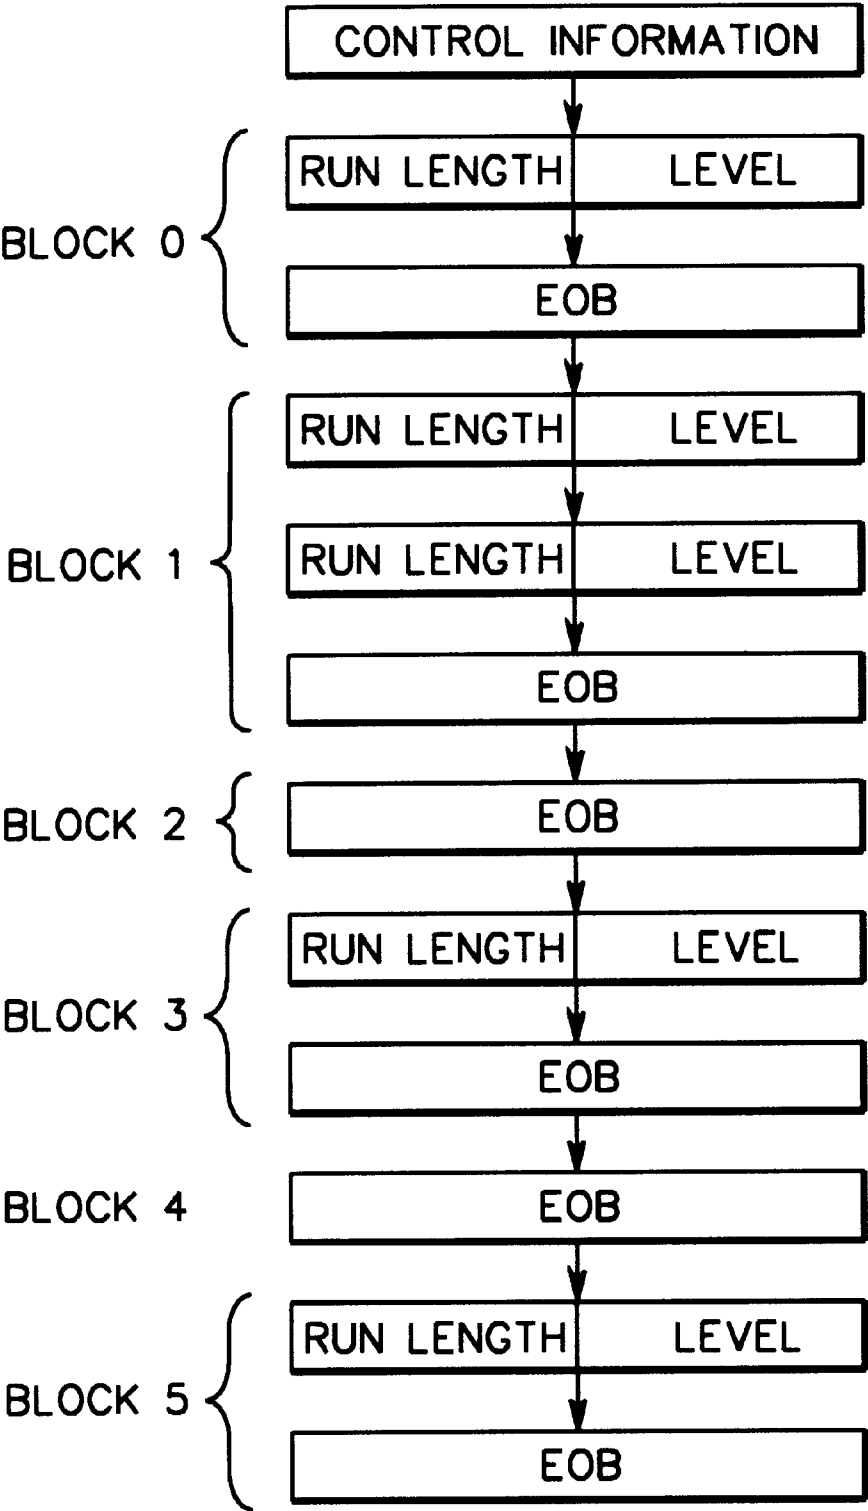 CONTROL INFORMATION
RUN LENGTH LEVEL
BLOCK 0
EOB
RUN LENGTH LEVEL
BLOCK 1
RUN LENGTH LEVEL
EOB
BLOCK 2
EOB
RUN LENGTH LEVEL
BLOCK 3
EOB
BLOCK 4
EOB
RUN LENGTH LEVEL
BLOCK 5
EOB